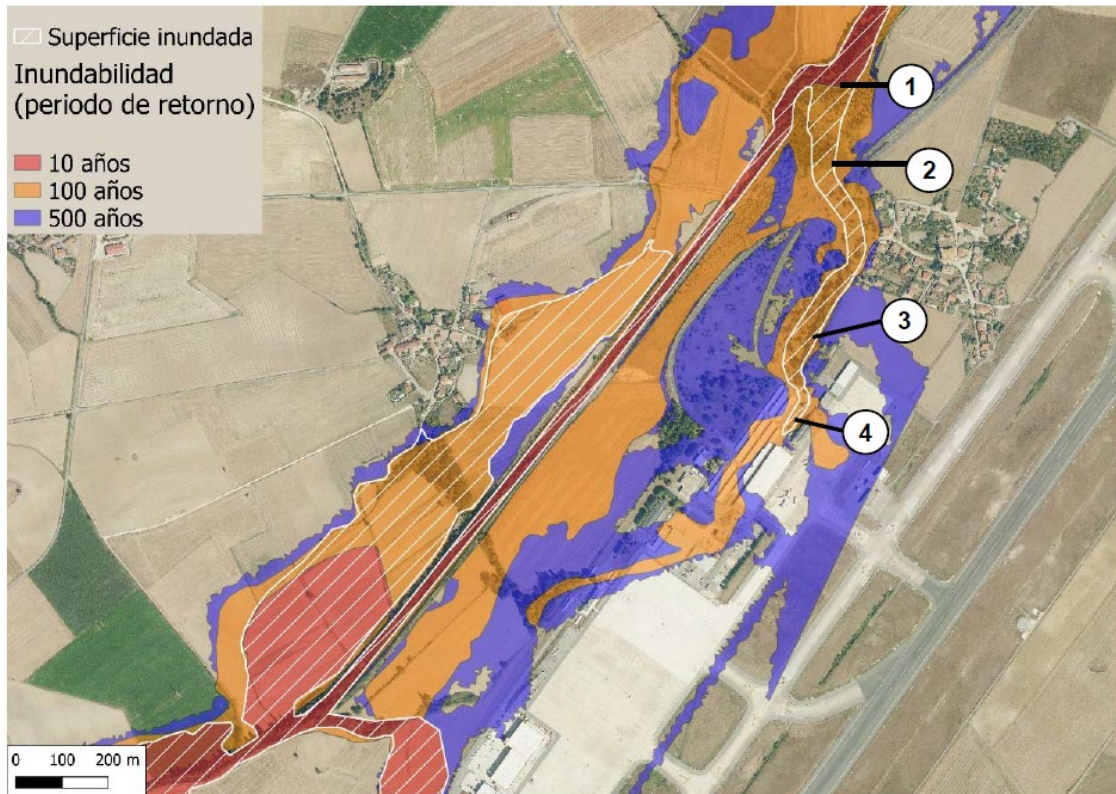 Superficie inundada
Inundabilidad
(periodo de retorno)
10 años
100 años
500 años
1
2
3
4
0 100 200 m